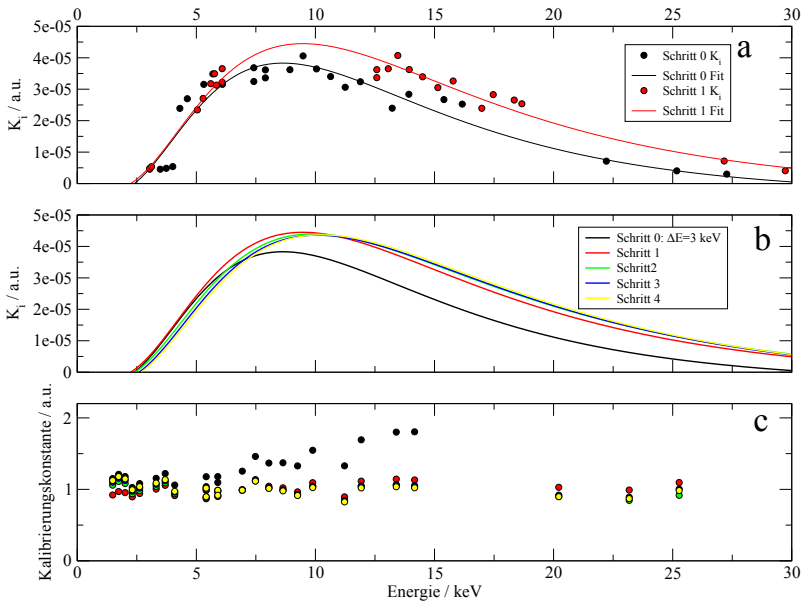 0 5 10 15 20 25 30
5e-05
4e-05
3e-05
2e-05
1e-05
0
K_i / a.u.
a
Schritt 0 K_i
Schritt 0 Fit
Schritt 1 K_i
Schritt 1 Fit
5e-05
4e-05
3e-05
2e-05
1e-05
0
K_i / a.u.
b
Schritt 0: ΔE=3 keV
Schritt 1
Schritt2
Schritt 3
Schritt 4
2
1
0
Kalibrierungskonstante / a.u.
c
0 5 10 15 20 25 30
Energie / keV